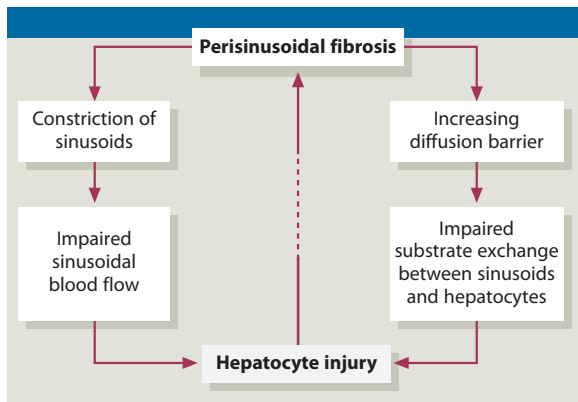 Perisinusoidal fibrosis
Constriction of
sinusoids
Increasing
diffusion barrier
Impaired
sinusoidal
blood flow
Impaired
substrate exchange
between sinusoids
and hepatocytes
Hepatocyte injury